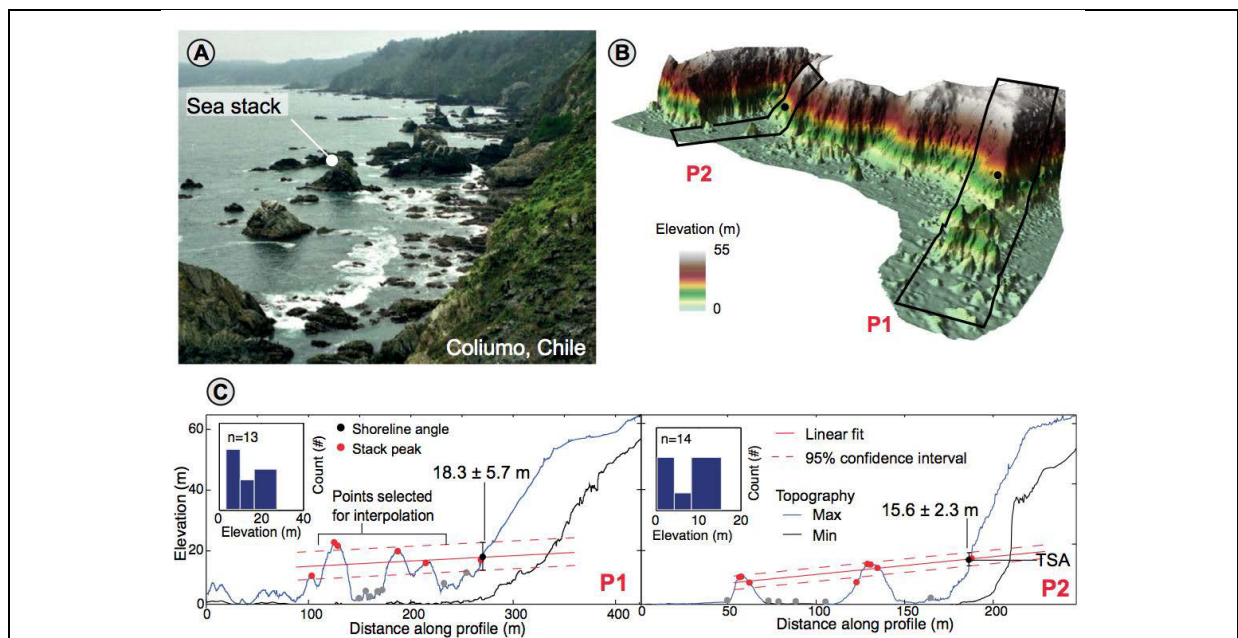 A
Sea stack
Coliumo, Chile
B
P2
Elevation (m)
55
0
P1
C
Elevation (m)
60
40
20
0
n=13
Count (#)
0 20 40
Elevation (m)
Shoreline angle
Stack peak
18.3 ± 5.7 m
Points selected
for interpolation
P1
0 100 200 300 400
Distance along profile (m)
n=14
Count (#)
0 10 20
Elevation (m)
Linear fit
95% confidence interval
Topography
Max
Min
15.6 ± 2.3 m
TSA
P2
0 50 100 150 200
Distance along profile (m)